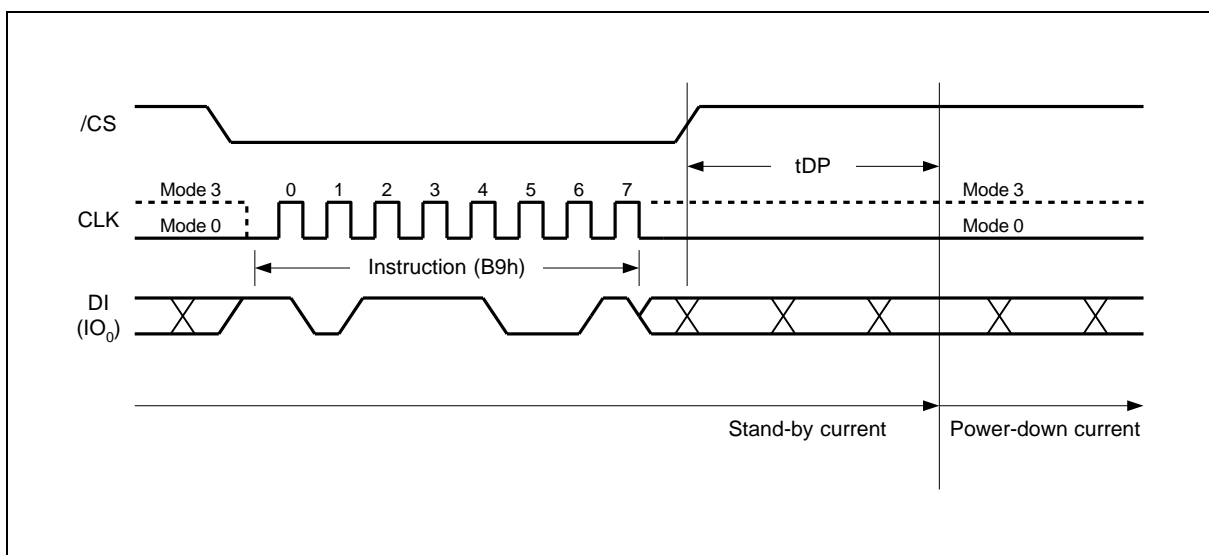 /CS
tDP
Mode 3
0 1 2 3 4 5 6 7
Mode 3
CLK
Mode 0
Mode 0
Instruction (B9h)
DI
(IO₀)
Stand-by current
Power-down current